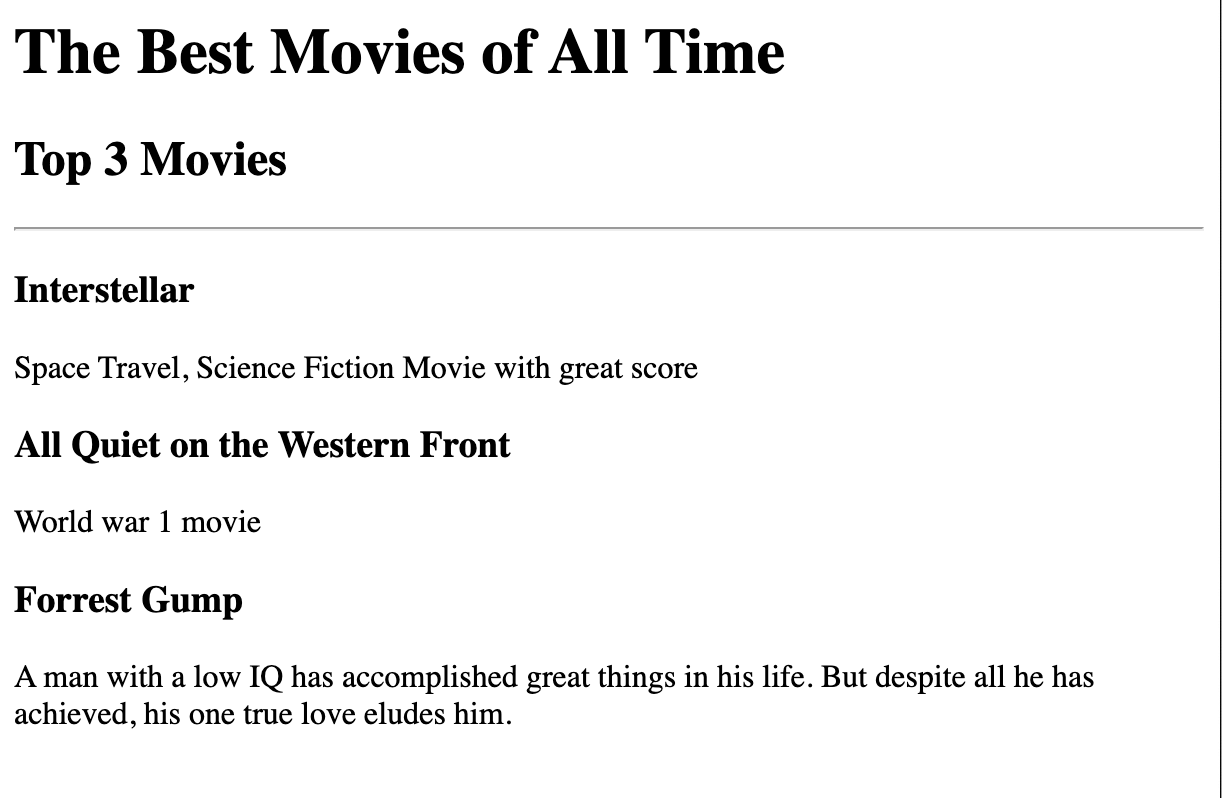 The Best Movies of All Time
Top 3 Movies
Interstellar
Space Travel, Science Fiction Movie with great score
All Quiet on the Western Front
World war 1 movie
Forrest Gump
A man with a low IQ has accomplished great things in his life. But despite all he has
achieved, his one true love eludes him.